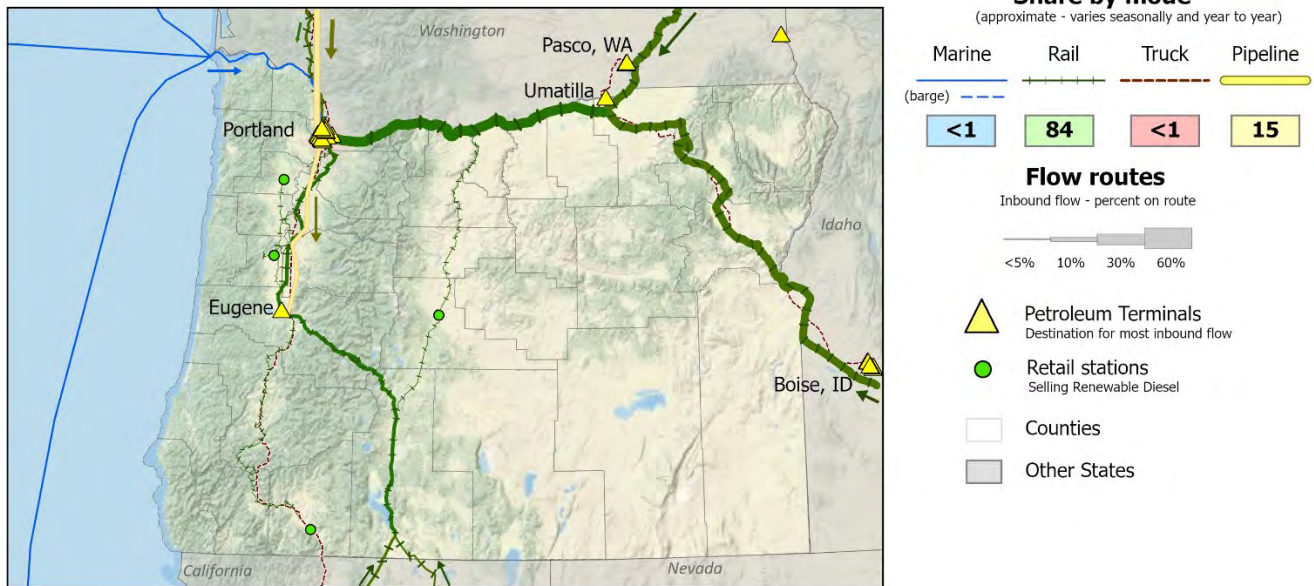 Share by mode
(approximate - varies seasonally and year to year)
Marine
Rail
Truck
Pipeline
(barge)
<1
84
<1
15
Flow routes
Inbound flow - percent on route
<5%
10%
30%
60%
Petroleum Terminals
Destination for most inbound flow
Retail stations
Selling Renewable Diesel
Counties
Other States
Washington
Pasco, WA
Umatilla
Portland
Idaho
Eugene
Boise, ID
California
Nevada